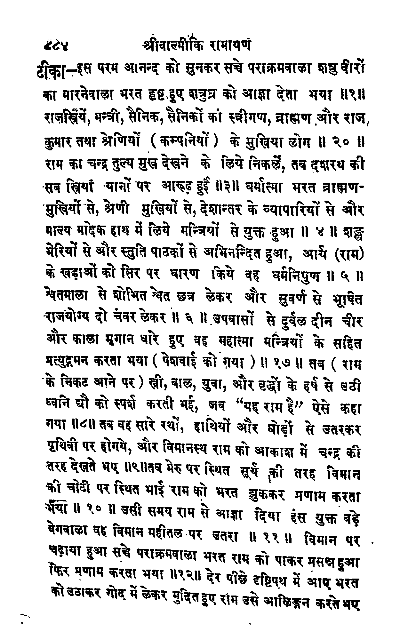 ५८४ श्रीवाल्मीकि रामायण
टीका—इस परम आनन्द को सुनकर सचे पराक्रमवाला शत्रु वीरों
का मारनेवाला भरत हृष्ट हुए शत्रुघ्न को आज्ञा देता भया ॥१॥
राजस्त्रियें, मन्त्री, सैनिक, सैनिकों का स्त्रीगण, ब्राह्मण और राज
कुमार तथा श्रेणियों ( कम्पनियों ) के मुखिया लोग ॥ २० ॥
राम का चन्द्र तुल्य मुख देखने के लिये निकलें, तब दशरथ की
सब स्त्रियां यानों पर आरूढ़ हुईं ॥३॥ धर्मात्मा भरत ब्राह्मण-
मुखियों से, श्रेणी मुखियों से, देशान्तर के व्यापारियों से और
माल्य मोदक हाथ में लिये मन्त्रियों से युक्त हुआ ॥ ४ ॥ शङ्ख
भेरियों से और स्तुति पाठकों से अभिनन्दित हुआ, आर्य (राम)
के खड़ाओं को सिर पर धारण किये वह धर्मनिपुण ॥ ५ ॥
श्वेतमाला से शोभित श्वेत छत्र लेकर और सुवर्ण से भूषित
राजयोग्य दो चंवर लेकर ॥ ६ ॥ उपवासों से दुर्बल दीन चीर
और काला मृगान धारे हुए वह महात्मा मन्त्रियों के सहित
प्रत्युद्गमन करता भया ( पेशवाई को गया ) ॥ १७ ॥ तब ( राम
के निकट आने पर ) स्त्री, बाल, युवा, और वृद्धों के हर्ष से उठी
ध्वनि द्यौ को स्पर्श करती भई, जब "यह राम है" ऐसे कहा
गया ॥८॥ तब वह सारे रथों, हाथियों और घोड़ों से उतरकर
पृथिवी पर होगये, और विमानस्थ राम को आकाश में चन्द्र की
तरह देखते भए ॥९॥ तब मेरु पर स्थित सूर्य की तरह विमान
की चोटी पर स्थित भाई राम को भरत झुककर प्रणाम करता
भया ॥ १० ॥ उसी समय राम से आज्ञा दिया हंस युक्त बड़े
वेगवाला वह विमान महीतल पर उतरा ॥ ११ ॥ विमान पर
चढ़ाया हुआ सचे पराक्रमवाला भरत राम को पाकर प्रसन्न हुआ
फिर प्रणाम करता भया ॥१२॥ देर पीछे दृष्टिपथ में आए भरत
को उठाकर गोद में लेकर मुदित हुए राम उसे आलिङ्गन करते भए